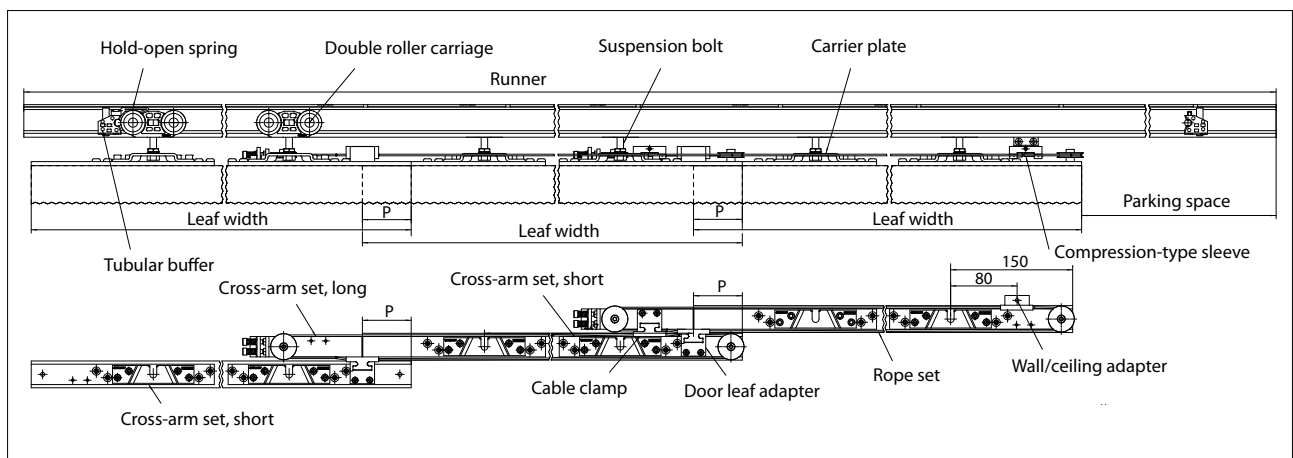 Hold-open spring
Double roller carriage
Suspension bolt
Carrier plate
Runner
Leaf width
P
Leaf width
P
Leaf width
Parking space
Tubular buffer
Compression-type sleeve
Cross-arm set, long
Cross-arm set, short
150
80
P
P
Cable clamp
Door leaf adapter
Rope set
Wall/ceiling adapter
Cross-arm set, short